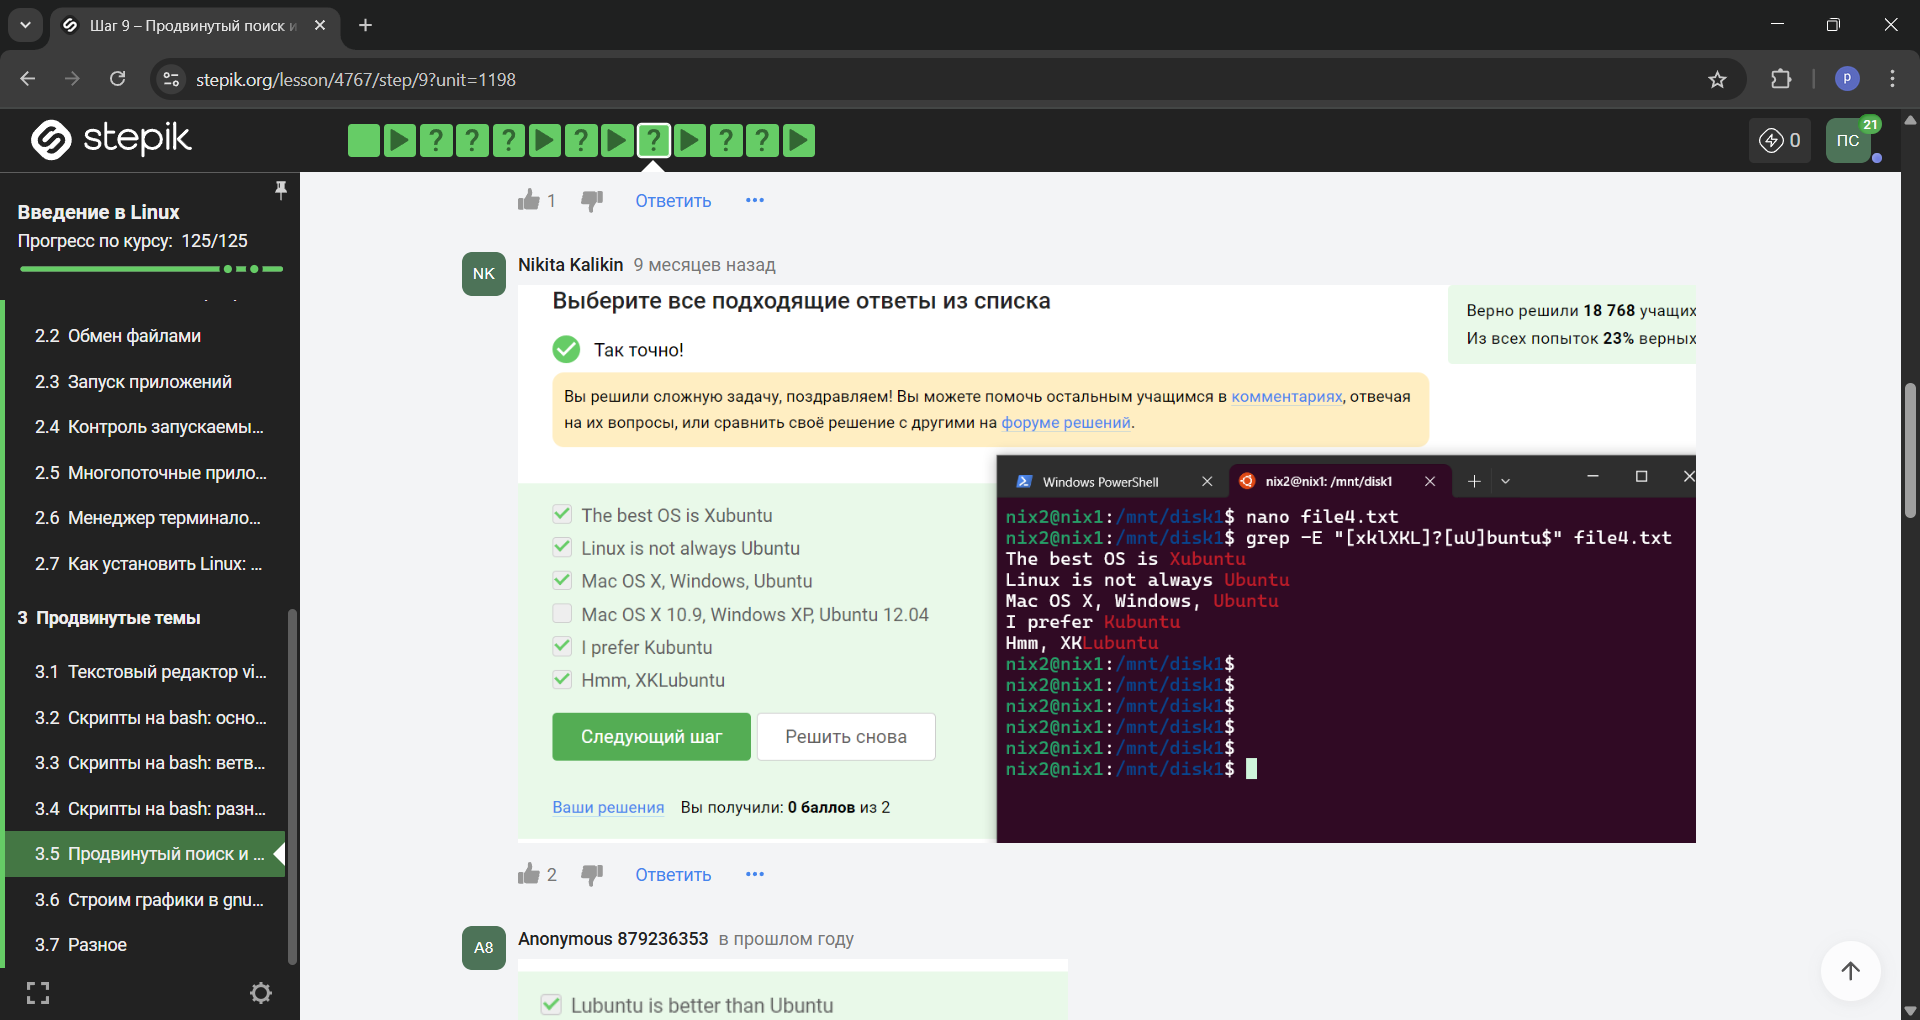 Шаг 9 – Продвинутый поиск и
stepik.org/lesson/4767/step/9?unit=1198
P
stepik
? ? ? ? ? ? ?
0
ПС
21
Введение в Linux
Прогресс по курсу: 125/125
2.2 Обмен файлами
2.3 Запуск приложений
2.4 Контроль запускаемы...
2.5 Многопоточные прило...
2.6 Менеджер терминало...
2.7 Как установить Linux: ...
3 Продвинутые темы
3.1 Текстовый редактор vi...
3.2 Скрипты на bash: осно...
3.3 Скрипты на bash: ветв...
3.4 Скрипты на bash: разн...
3.5 Продвинутый поиск и ...
3.6 Строим графики в gnu...
3.7 Разное
1 Ответить ...
NK
Nikita Kalikin 9 месяцев назад
Выберите все подходящие ответы из списка
Верно решили 18 768 учащих
Из всех попыток 23% верных
Так точно!
Вы решили сложную задачу, поздравляем! Вы можете помочь остальным учащимся в комментариях, отвечая
на их вопросы, или сравнить своё решение с другими на форуме решений.
The best OS is Xubuntu
Linux is not always Ubuntu
Mac OS X, Windows, Ubuntu
Mac OS X 10.9, Windows XP, Ubuntu 12.04
I prefer Kubuntu
Hmm, XKLubuntu
Следующий шаг
Решить снова
Ваши решения Вы получили: 0 баллов из 2
Windows PowerShell
nix2@nix1: /mnt/disk1
nix2@nix1:/mnt/disk1$ nano file4.txt
nix2@nix1:/mnt/disk1$ grep -E "[xklXKL]?[uU]buntu$" file4.txt
The best OS is Xubuntu
Linux is not always Ubuntu
Mac OS X, Windows, Ubuntu
I prefer Kubuntu
Hmm, XKLubuntu
nix2@nix1:/mnt/disk1$
nix2@nix1:/mnt/disk1$
nix2@nix1:/mnt/disk1$
nix2@nix1:/mnt/disk1$
nix2@nix1:/mnt/disk1$
nix2@nix1:/mnt/disk1$
2 Ответить ...
A8
Anonymous 879236353 в прошлом году
Lubuntu is better than Ubuntu